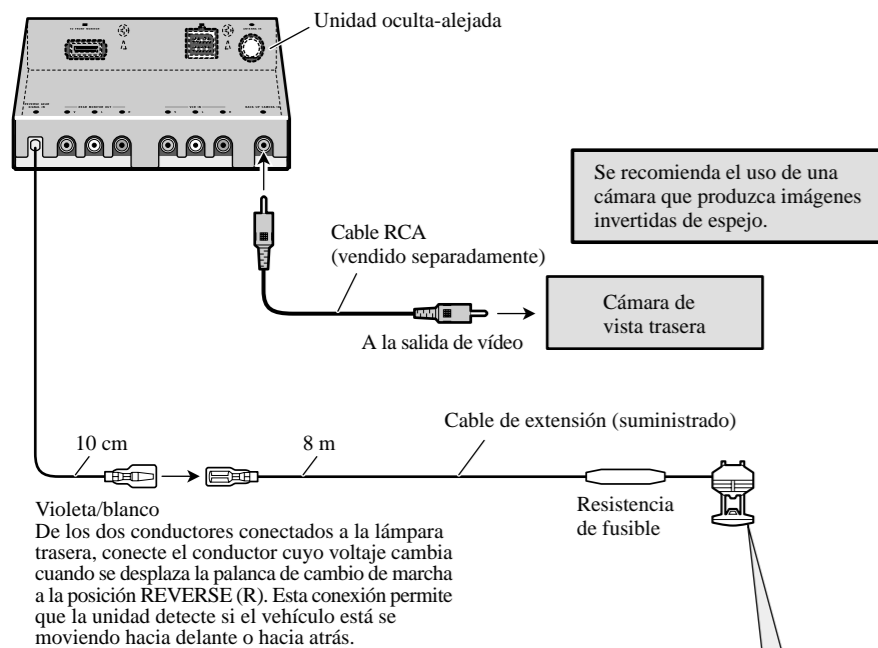 Unidad oculta-alejada
Se recomienda el uso de una
cámara que produzca imágenes
invertidas de espejo.
Cable RCA
(vendido separadamente)
Cámara de
vista trasera
A la salida de vídeo
Cable de extensión (suministrado)
10 cm
8 m
Resistencia
de fusible
Violeta/blanco
De los dos conductores conectados a la lámpara
trasera, conecte el conductor cuyo voltaje cambia
cuando se desplaza la palanca de cambio de marcha
a la posición REVERSE (R). Esta conexión permite
que la unidad detecte si el vehículo está se
moviendo hacia delante o hacia atrás.